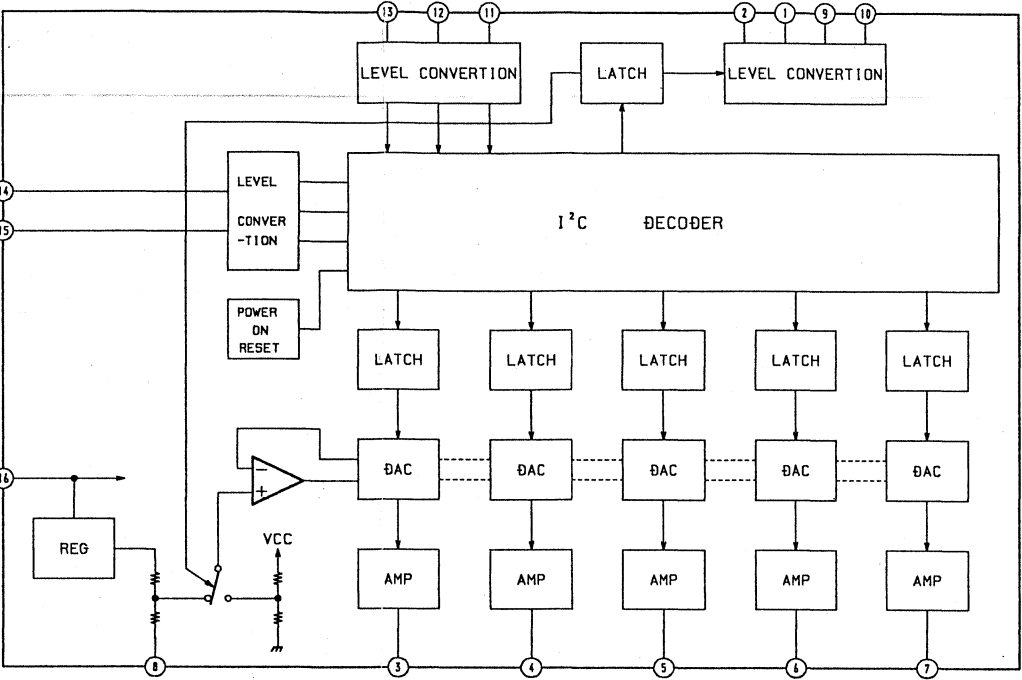 13 12 11 2 1 9 10
LEVEL CONVERTION LATCH LEVEL CONVERTION
14
LEVEL
CONVER
-TION
15
I²C DECODER
POWER
ON
RESET
LATCH LATCH LATCH LATCH LATCH
DAC DAC DAC DAC DAC
−
+
16
REG
VCC
AMP AMP AMP AMP AMP
8 3 4 5 6 7